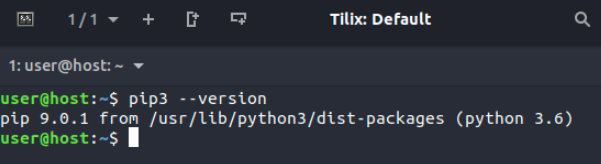 1 / 1
Tilix: Default
1: user@host: ~
user@host:~$ pip3 --version
pip 9.0.1 from /usr/lib/python3/dist-packages (python 3.6)
user@host:~$